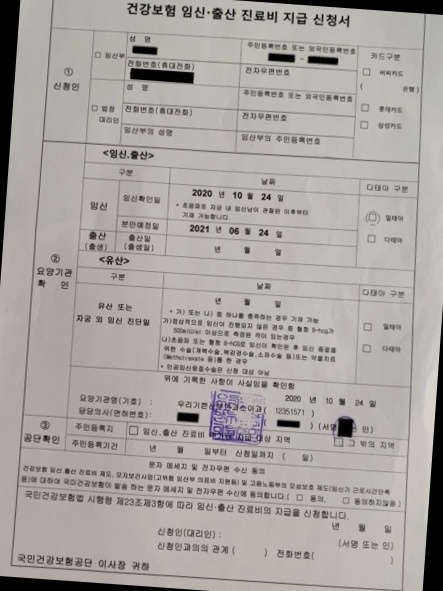 건강보험 임신·출산 진료비 지급 신청서
① 신청인
□ 임산부
성 명
주민등록번호 또는 외국인등록번호
카드구분
전화번호(휴대전화)
전자우편번호
□ 비씨카드
( 은행)
□ 롯데카드
□ 삼성카드
□ 법정대리인
성 명
주민등록번호 또는 외국인등록번호
전화번호(휴대전화)
전자우편번호
임산부의 성명
임산부의 주민등록번호
② 요양기관 확 인
<임신.출산>
구분
날짜
다태아 구분
임신
임신확인일
2020 년 10 월 24 일
* 초음파로 자궁 내 임신낭이 관찰된 이후부터
기재 가능합니다.
□ 일태아
분만예정일
2021 년 06 월 24 일
□ 다태아
출산 (출생)
출산일 (출생일)
년 월 일
<유산>
구분
날짜
다태아 구분
유산 또는
자궁 외 임신 진단일
년 월 일
* 가) 또는 나) 중 하나를 충족하는 경우 기재 가능
가)정상적으로 임신이 진행되지 않은 경우 중 혈청 B-hcg가
500mIU/ml 이상으로 측정된 적이 있는경우
나)초음파 또는 혈청 B-hCG로 임신이 확인된 후 임신 종결을
위한 수술(개복수술,복강경수술,소파수술 등)또는 약물치료
(Methotrexate 등)를 한 경우
* 인공임신중절수술은 신청 대상 아님
□ 일태아
□ 다태아
위에 기록한 사항이 사실임을 확인함
2020 년 10 월 24 일
요양기관명(기호) :
(12351571)
담당의사(면허번호):
(서명 인)
③ 공단확인
주민등록지
□ 임신.출산 진료비 지급 대상 지역
□ 그 밖의 지역
주민등록기간
년 월 일부터 신청일까지 ( 일)
문자 메세지 및 전자우편 수신 동의
건강보험 임신.출산 진료비 제도, 모자보건사업(고위험 임산부 의료비 지원등) 및 고용노동부의 모성보호 제도(임신기 근로시간단축
등)에 대하여 국민건강보험이 발송 하는 문자 메세지 및 전자우편 수신에 동의합니다.( □ 동의, □ 동의하지않음)
국민건강보험법 시행령 제23조제3항에 따라 임신·출산 진료비의 지급을 신청합니다.
년 월 일
신청인(대리인) : (서명 또는 인)
신청인과의의 관계 ( ) 전화번호( )
국민건강보험공단 이사장 귀하